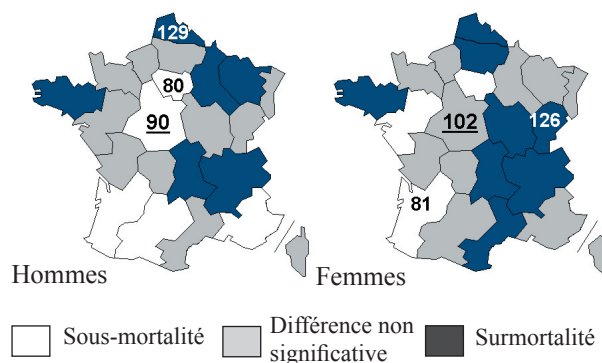 129
80
90
102
126
81
Hommes
Femmes
Sous-mortalité
Différence non
significative
Surmortalité